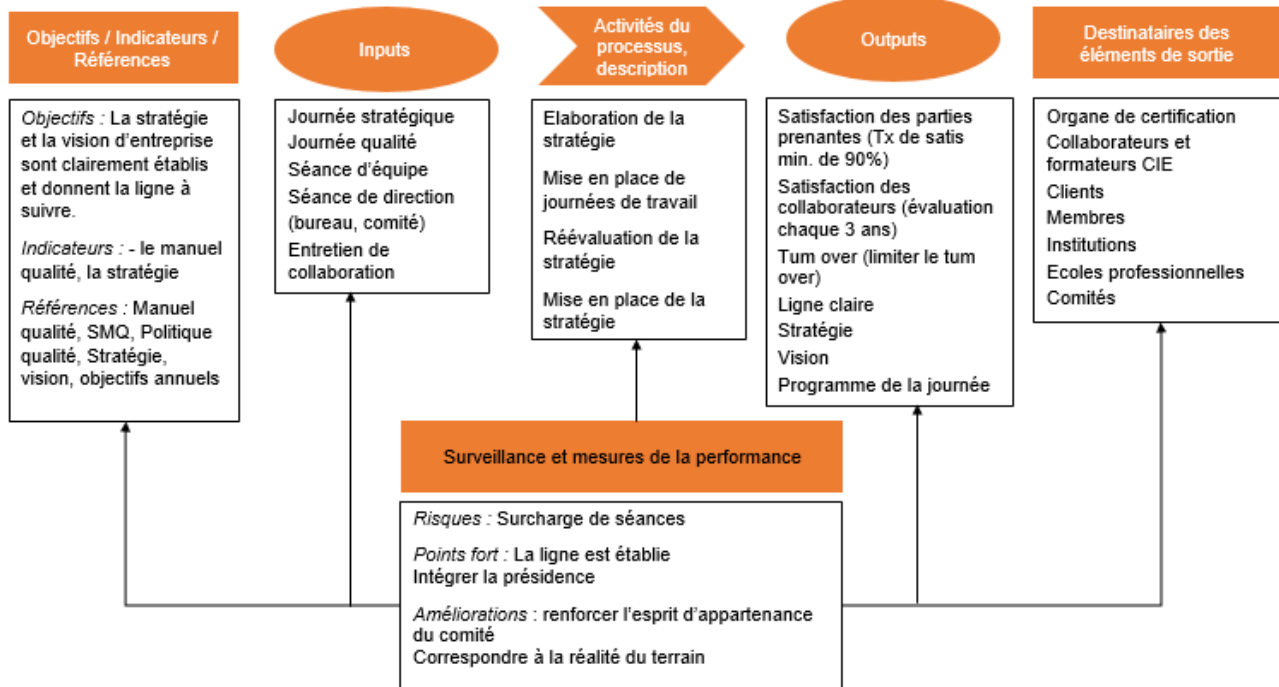 Objectifs / Indicateurs /
Références
Objectifs : La stratégie
et la vision d’entreprise
sont clairement établis
et donnent la ligne à
suivre.
Indicateurs : - le manuel
qualité, la stratégie
Références : Manuel
qualité, SMQ, Politique
qualité, Stratégie,
vision, objectifs annuels
Inputs
Journée stratégique
Journée qualité
Séance d’équipe
Séance de direction
(bureau, comité)
Entretien de
collaboration
Activités du
processus,
description
Elaboration de la
stratégie
Mise en place de
journées de travail
Réévaluation de la
stratégie
Mise en place de la
stratégie
Outputs
Satisfaction des parties
prenantes (Tx de satis
min. de 90%)
Satisfaction des
collaborateurs (évaluation
chaque 3 ans)
Tum over (limiter le tum
over)
Ligne claire
Stratégie
Vision
Programme de la journée
Destinataires des
éléments de sortie
Organe de certification
Collaborateurs et
formateurs CIE
Clients
Membres
Institutions
Ecoles professionnelles
Comités
Surveillance et mesures de la performance
Risques : Surcharge de séances
Points fort : La ligne est établie
Intégrer la présidence
Améliorations : renforcer l’esprit d’appartenance
du comité
Correspondre à la réalité du terrain